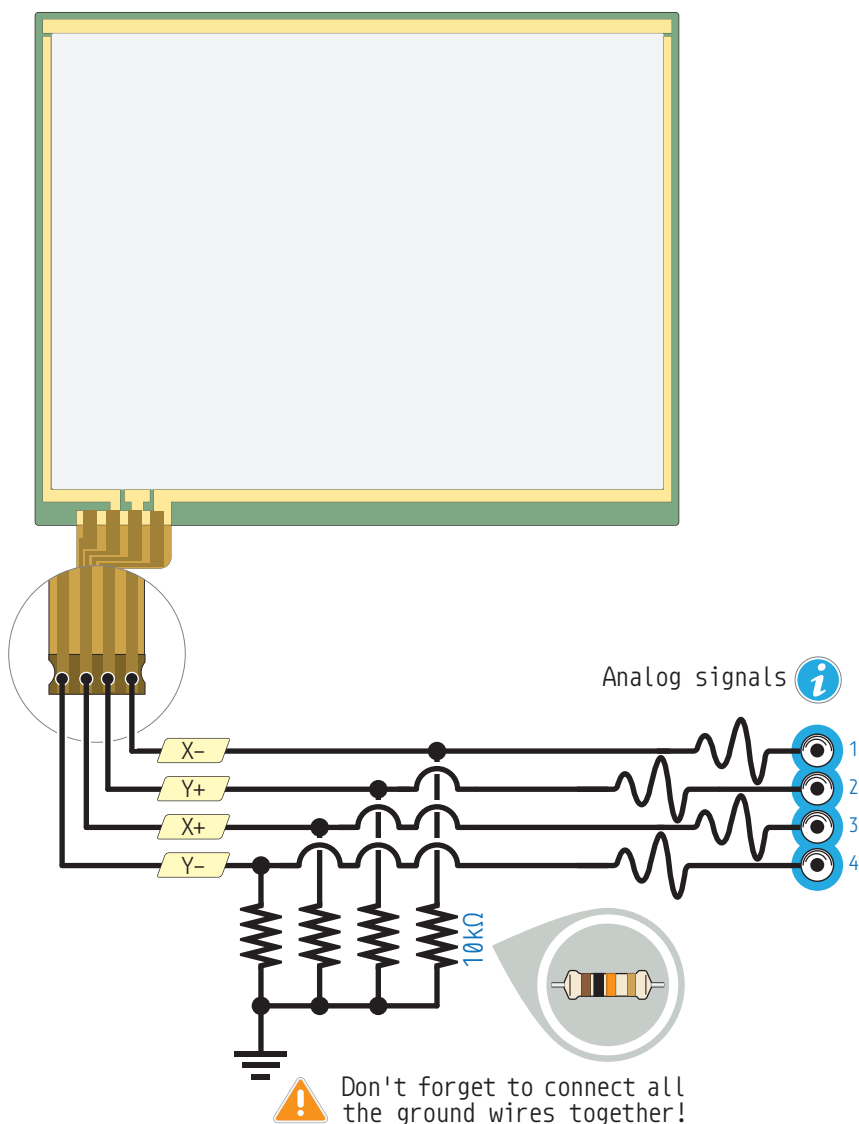 Analog signals i
X–
1
Y+
2
X+
3
Y–
4
10kΩ
Don't forget to connect all
the ground wires together!